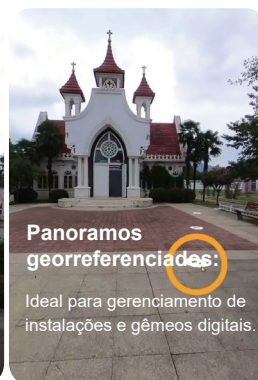 Panoramos
georreferenciados:
Ideal para gerenciamento de
instalações e gêmeos digitais.